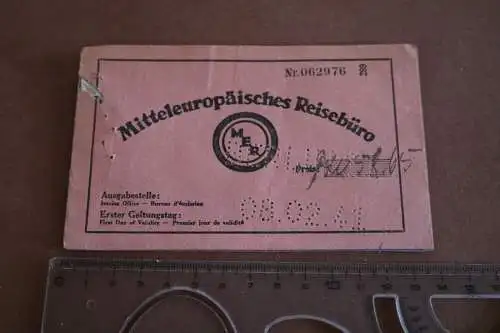 Nr.062976
Mitteleuropäisches Reisebüro
MER
Preis:
Ausgabestelle:
Issuing Office — Bureau d'émission
Erster Geltungstag: 08.02.41
First Day of Validity — Premier jour de validité